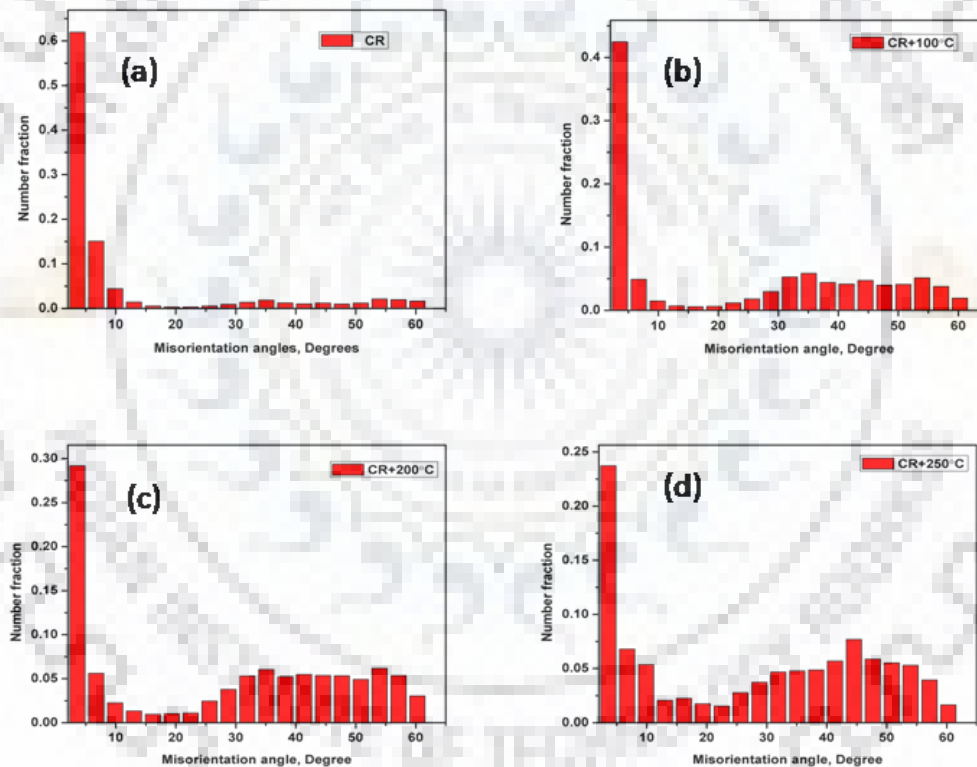 CR
(a)
Number fraction
0.6
0.5
0.4
0.3
0.2
0.1
0.0
10 20 30 40 50 60
Misorientation angles, Degrees
CR+100°C
(b)
Number fraction
0.4
0.3
0.2
0.1
0.0
10 20 30 40 50 60
Misorientation angle, Degree
CR+200°C
(c)
Number fraction
0.30
0.25
0.20
0.15
0.10
0.05
0.00
10 20 30 40 50 60
Misorientation angle, Degree
CR+250°C
(d)
Number fraction
0.25
0.20
0.15
0.10
0.05
0.00
10 20 30 40 50 60
Misorientation angle, Degree